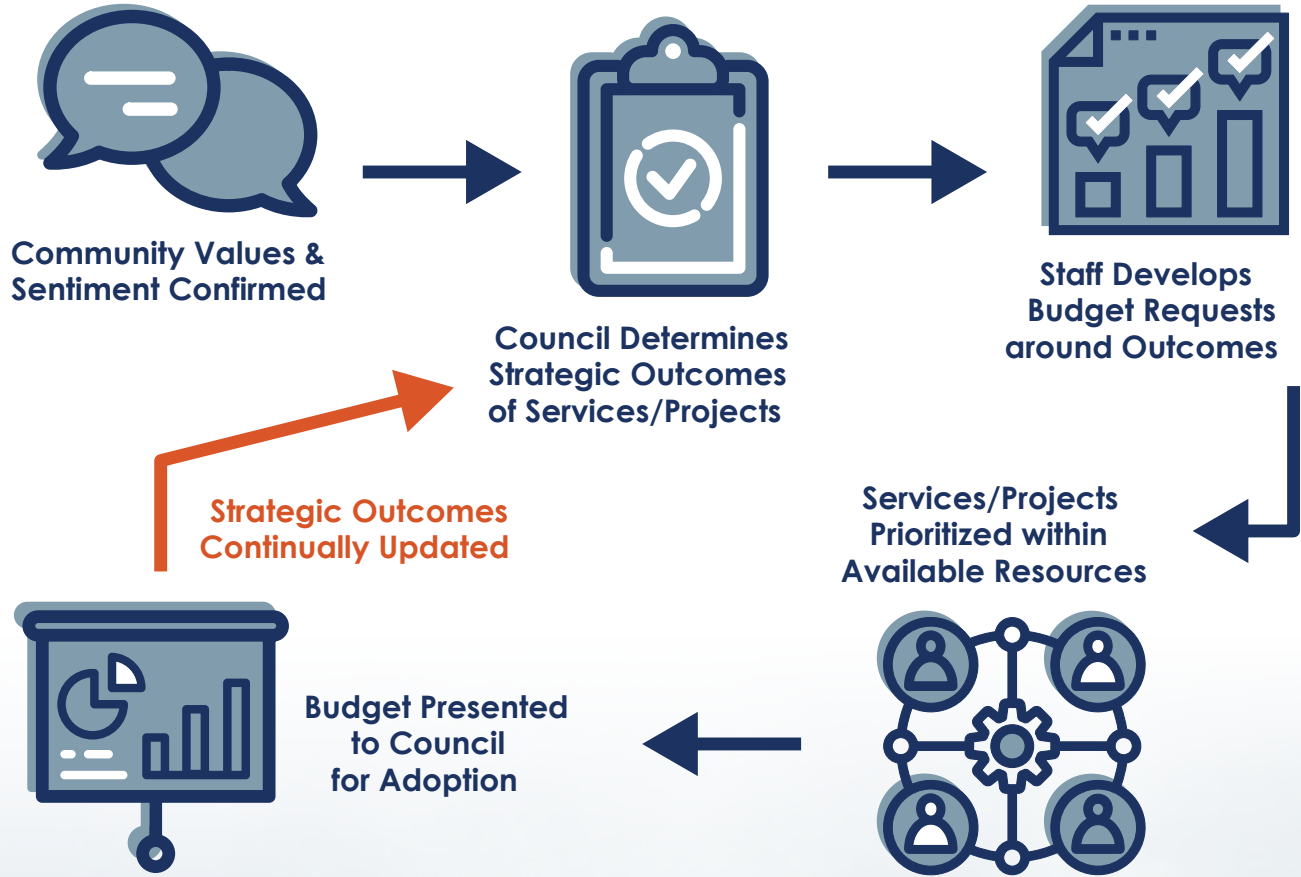 Community Values &
Sentiment Confirmed
Council Determines
Strategic Outcomes
of Services/Projects
Staff Develops
Budget Requests
around Outcomes
Services/Projects
Prioritized within
Available Resources
Budget Presented
to Council
for Adoption
Strategic Outcomes
Continually Updated